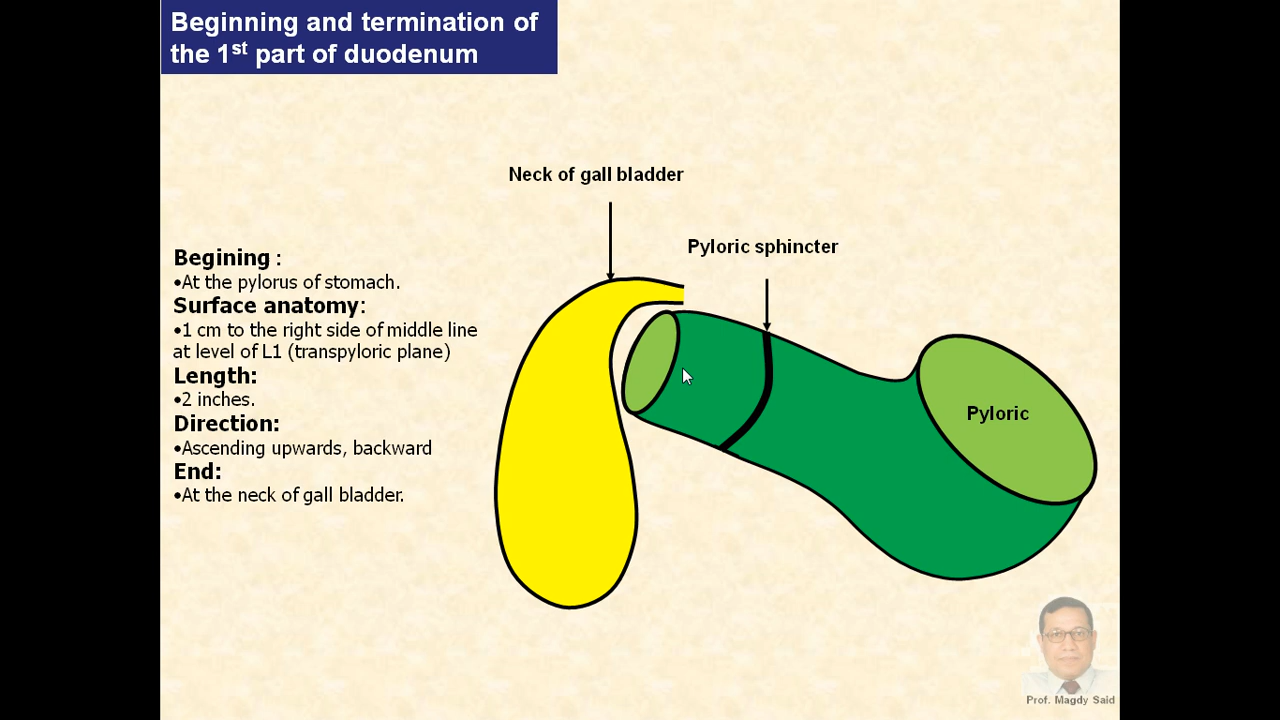 Beginning and termination of
the 1st part of duodenum
Neck of gall bladder
Pyloric sphincter
Begining :
•At the pylorus of stomach.
Surface anatomy:
•1 cm to the right side of middle line
at level of L1 (transpyloric plane)
Length:
•2 inches.
Direction:
•Ascending upwards, backward
End:
•At the neck of gall bladder.
Pyloric
Prof. Magdy Said